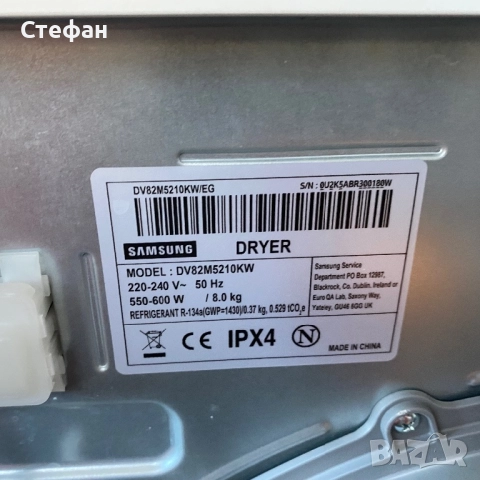 Стефан
DV82M5210KW/EG
S/N : 0U2K5ABR300180W
SAMSUNG DRYER
MODEL : DV82M5210KW
220-240 V~ 50 Hz
550-600 W / 8.0 kg
REFRIGERANT R-134a(GWP=1430)/0.37 kg, 0.529 tCO₂e
Samsung Service
Department PO Box 12987,
Blackrock, Co. Dublin, Ireland or
Euro QA Lab, Savony Way,
Yateley, GU46 6GG UK
CE IPX4 N
MADE IN CHINA
bazar